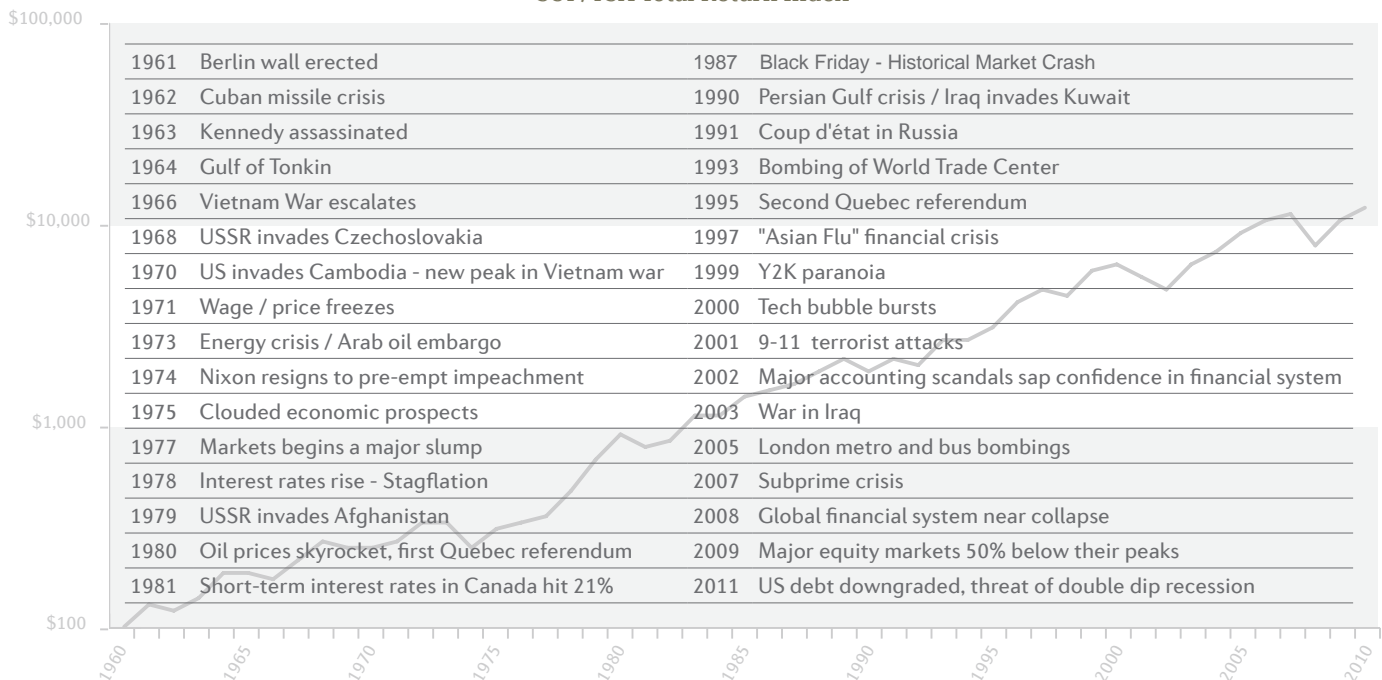 $100,000
1961 Berlin wall erected
1962 Cuban missile crisis
1963 Kennedy assassinated
1964 Gulf of Tonkin
1966 Vietnam War escalates
1968 USSR invades Czechoslovakia
1970 US invades Cambodia - new peak in Vietnam war
1971 Wage / price freezes
1973 Energy crisis / Arab oil embargo
1974 Nixon resigns to pre-empt impeachment
1975 Clouded economic prospects
1977 Markets begins a major slump
1978 Interest rates rise - Stagflation
1979 USSR invades Afghanistan
1980 Oil prices skyrocket, first Quebec referendum
1981 Short-term interest rates in Canada hit 21%
1987 Black Friday - Historical Market Crash
1990 Persian Gulf crisis / Iraq invades Kuwait
1991 Coup d'état in Russia
1993 Bombing of World Trade Center
1995 Second Quebec referendum
1997 "Asian Flu" financial crisis
1999 Y2K paranoia
2000 Tech bubble bursts
2001 9-11 terrorist attacks
2002 Major accounting scandals sap confidence in financial system
2003 War in Iraq
2005 London metro and bus bombings
2007 Subprime crisis
2008 Global financial system near collapse
2009 Major equity markets 50% below their peaks
2011 US debt downgraded, threat of double dip recession
$10,000
$1,000
$100
1960
1965
1970
1975
1980
1985
1990
1995
2000
2005
2010